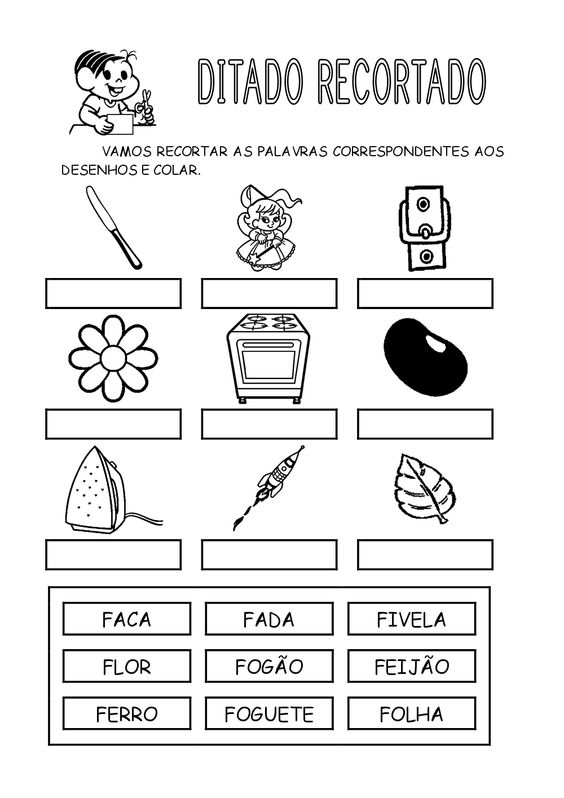 DITADO RECORTADO
VAMOS RECORTAR AS PALAVRAS CORRESPONDENTES AOS
DESENHOS E COLAR.
FACA FADA FIVELA
FLOR FOGÃO FEIJÃO
FERRO FOGUETE FOLHA